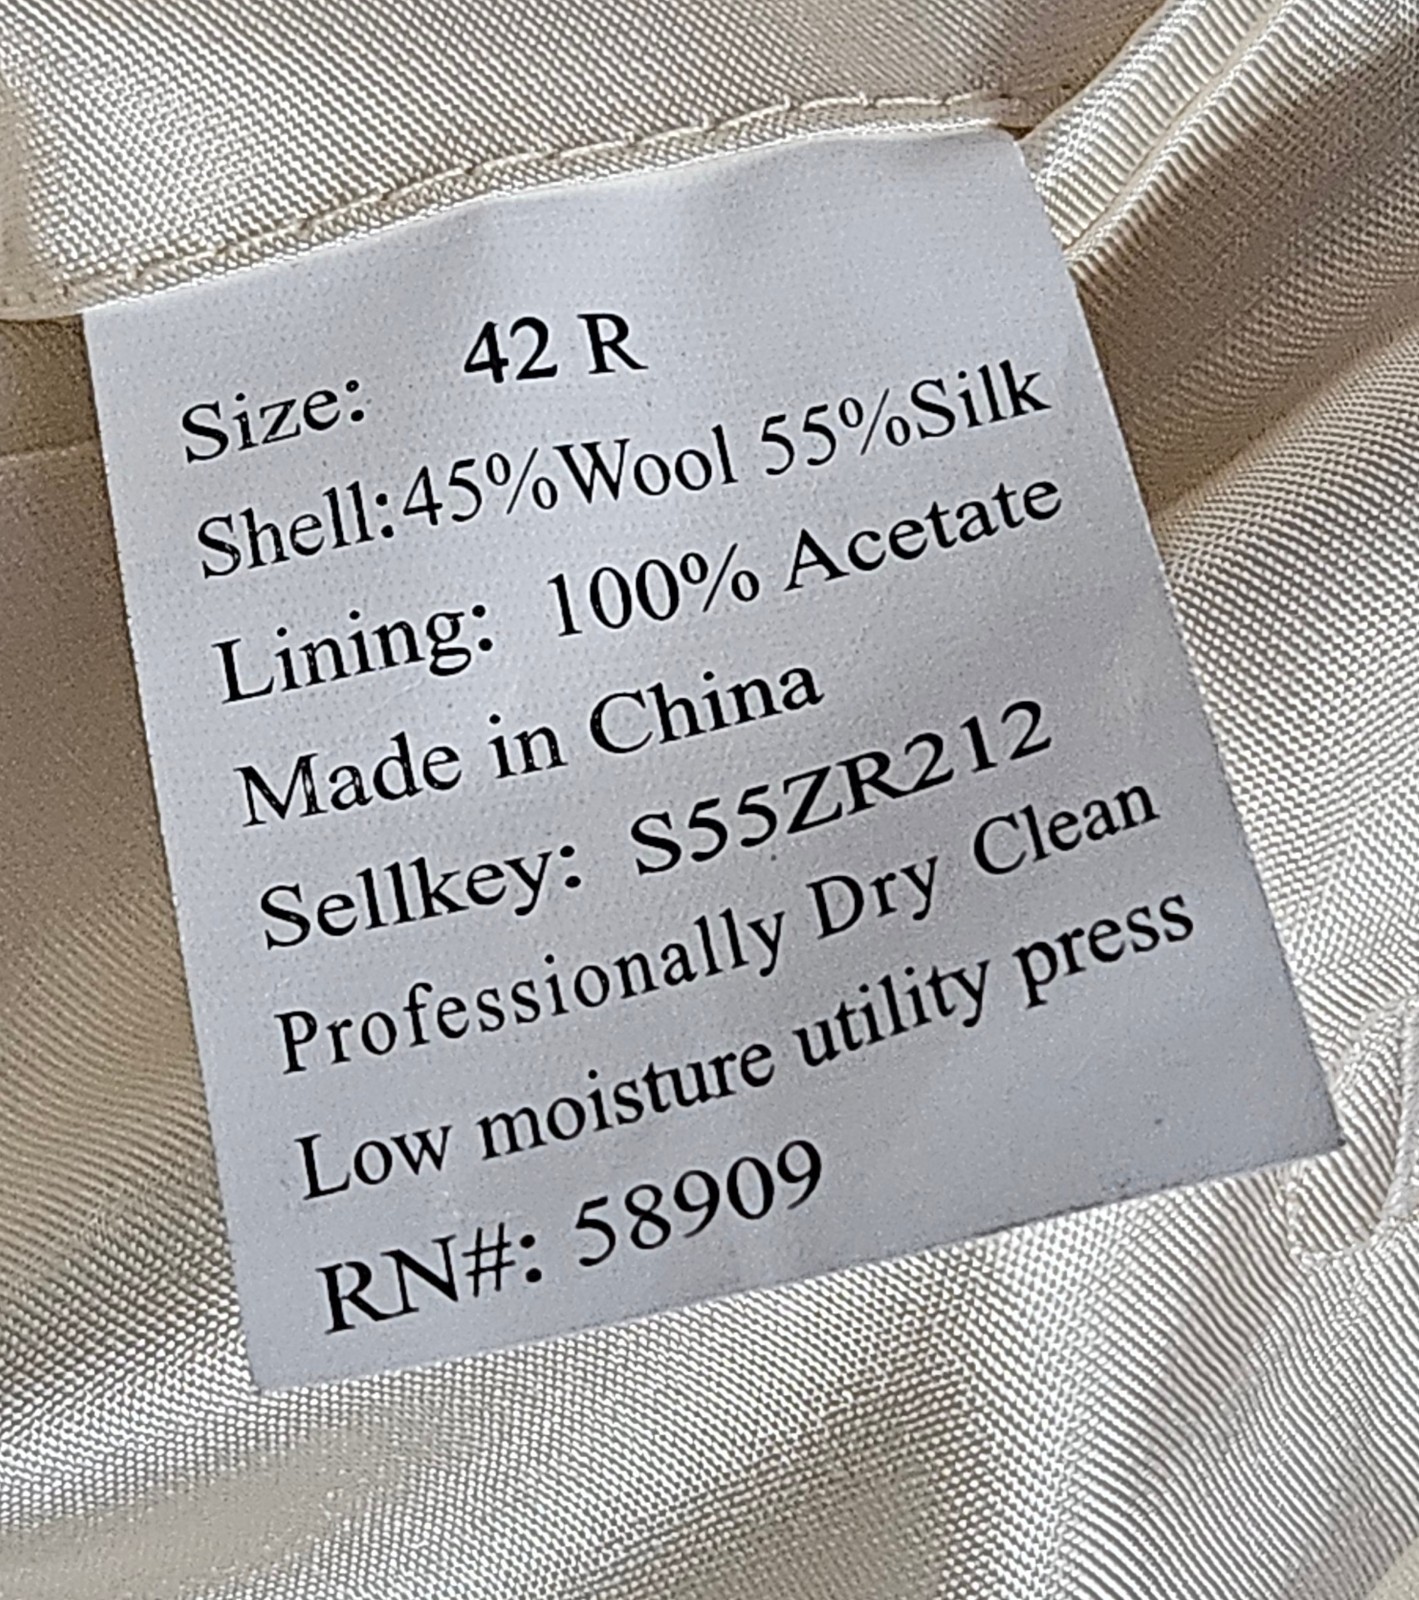 Size: 42 R
Shell:45%Wool 55%Silk
Lining: 100% Acetate
Made in China
Sellkey: S55ZR212
Professionally Dry Clean
Low moisture utility press
RN#: 58909